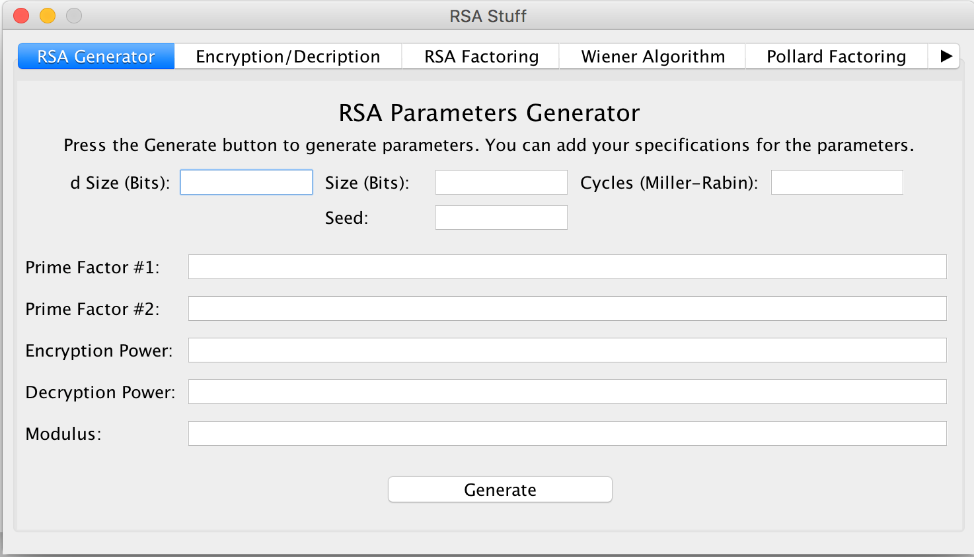 RSA Stuff
RSA Generator Encryption/Decription RSA Factoring Wiener Algorithm Pollard Factoring
RSA Parameters Generator
Press the Generate button to generate parameters. You can add your specifications for the parameters.
d Size (Bits): Size (Bits): Cycles (Miller-Rabin):
Seed:
Prime Factor #1:
Prime Factor #2:
Encryption Power:
Decryption Power:
Modulus:
Generate